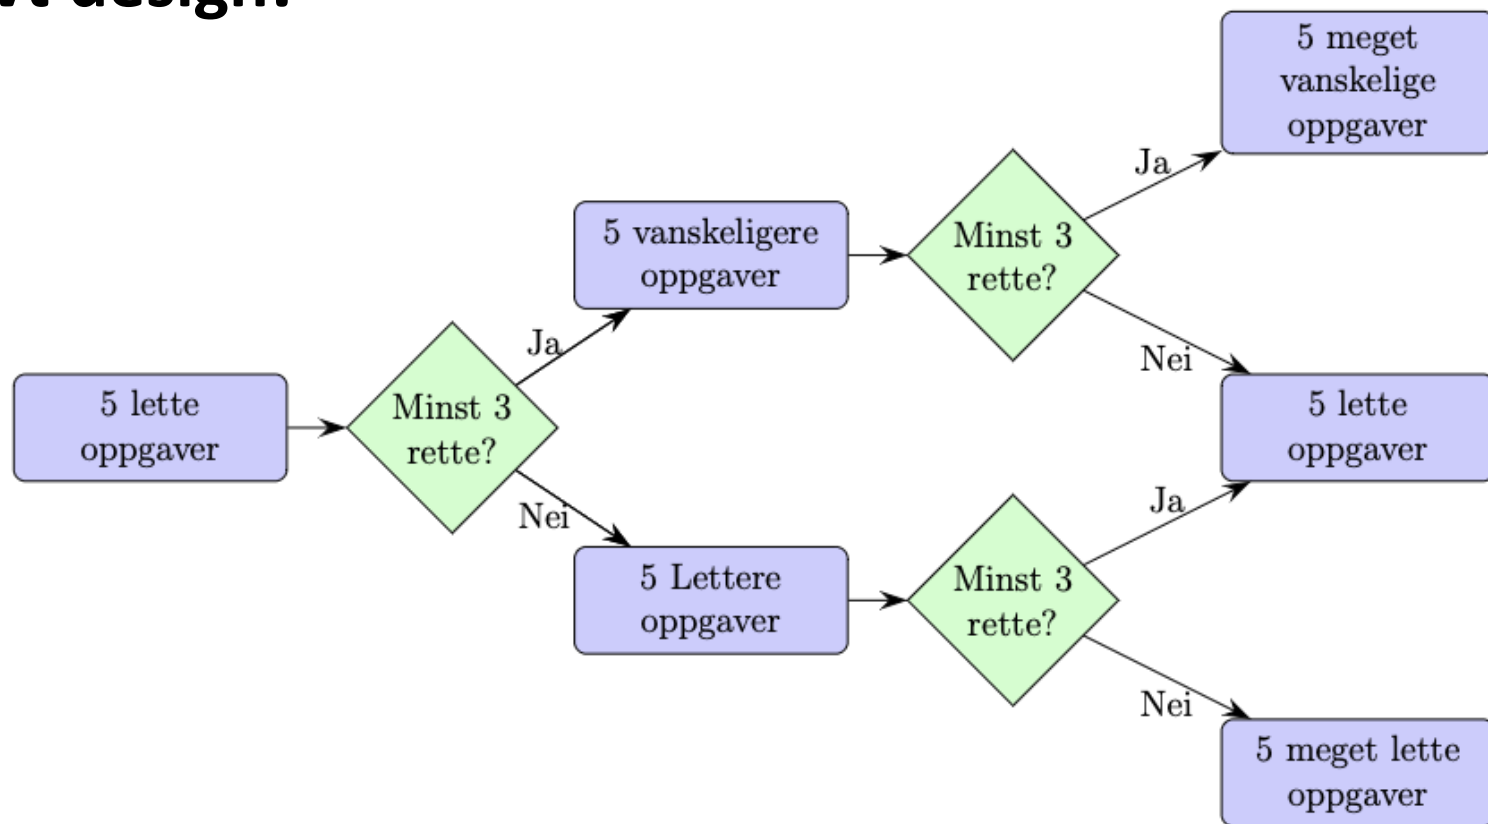 design.
5 lette
oppgaver
Minst 3
rette?
Ja
Nei
5 vanskeligere
oppgaver
5 Lettere
oppgaver
Minst 3
rette?
Ja
Nei
Minst 3
rette?
Ja
Nei
5 meget
vanskelige
oppgaver
5 lette
oppgaver
5 meget lette
oppgaver